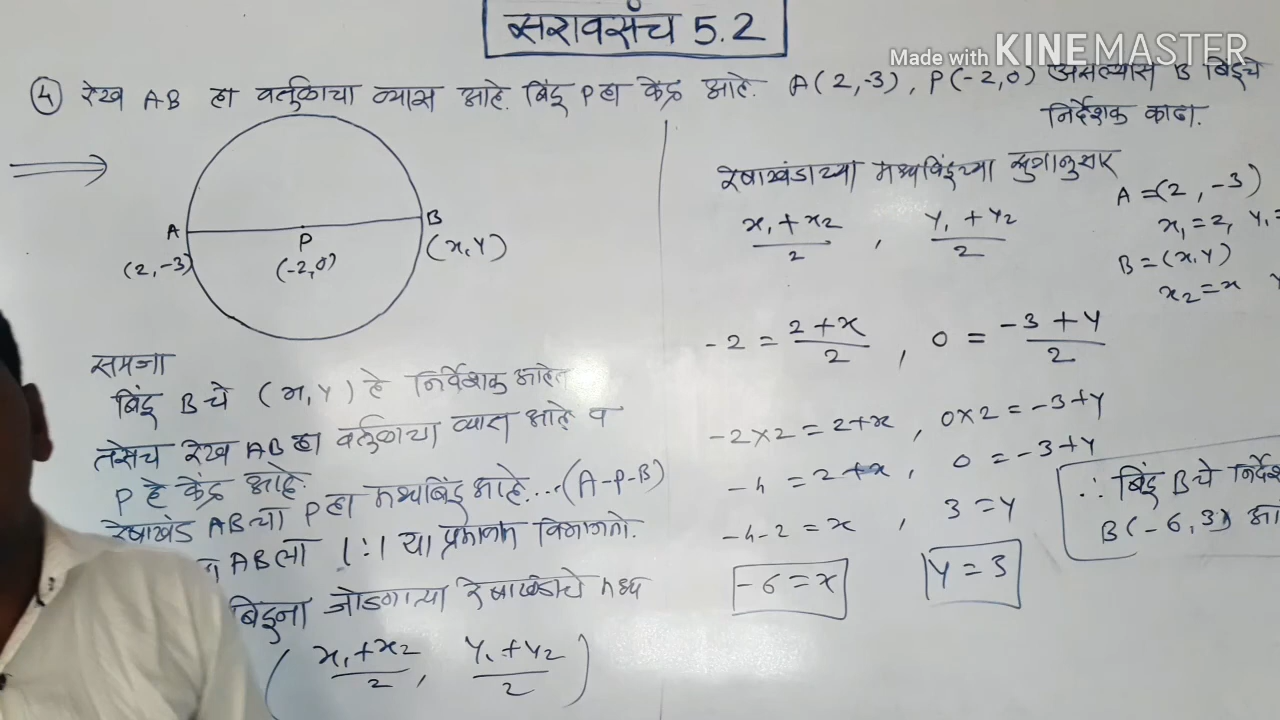 सरावसंच 5.2
Made with KINEMASTER
④ रेख AB हा वर्तुळाचा व्यास आहे. बिंदू P हा केंद्र आहे. A(2,-3), P(-2,0) असल्यास B बिंदूचे
निर्देशक काढा.
A
B
P
(2,-3)
(-2,0)
(x,y)
समजा
बिंदू B चे (x,y) हे निर्देशक आहेत
तसेच रेख AB हा वर्तुळाचा व्यास आहे व
P हे केंद्र आहे.
रेषाखंड AB चा P हा मध्यबिंदू आहे...(A-P-B)
AB ला 1:1 या प्रमाणात विभागतो.
बिंदूंना जोडणाऱ्या रेषाखंडाचे मध्य
( x₁+x₂ / 2 , y₁+y₂ / 2 )
रेषाखंडाच्या मध्यबिंदूच्या सुत्रानुसार
x₁+x₂ / 2 , y₁+y₂ / 2
A=(2,-3)
x₁=2, y₁=
B=(x,y)
x₂=x
-2 = 2+x / 2 , 0 = -3+y / 2
-2×2 = 2+x , 0×2 = -3+y
-4 = 2+x , 0 = -3+y
-4-2 = x , 3 = y
-6 = x
y = 3
∴ बिंदू B चे
B(-6,3)